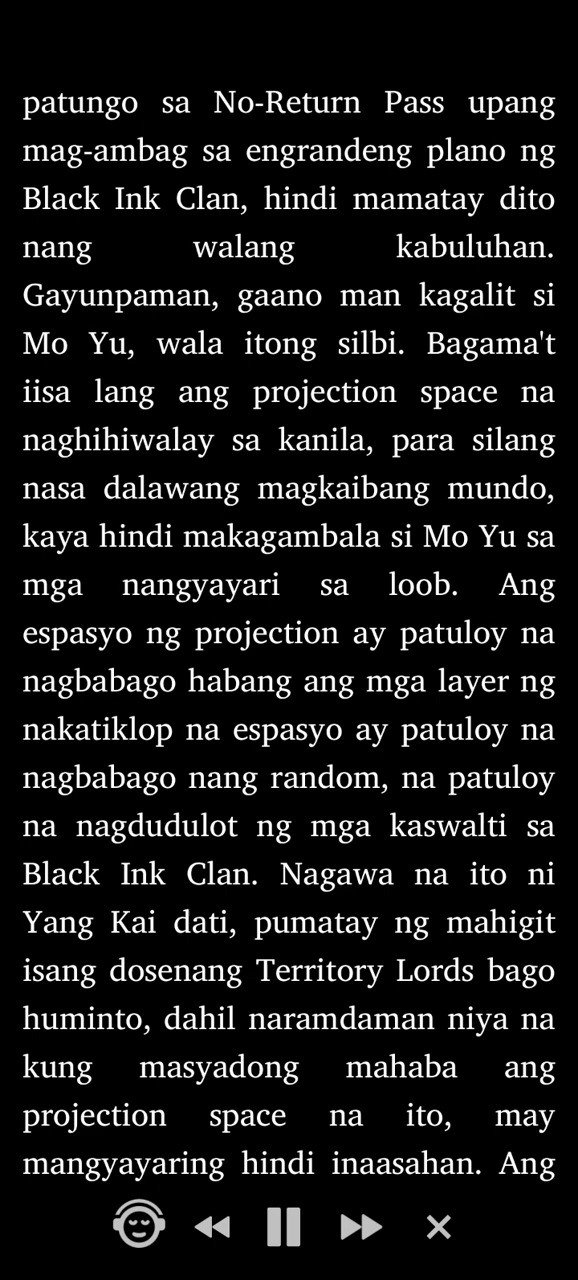 patungo sa No-Return Pass upang
mag-ambag sa engrandeng plano ng
Black Ink Clan, hindi mamatay dito
nang walang kabuluhan.
Gayunpaman, gaano man kagalit si
Mo Yu, wala itong silbi. Bagama't
iisa lang ang projection space na
naghihiwalay sa kanila, para silang
nasa dalawang magkaibang mundo,
kaya hindi makagambala si Mo Yu sa
mga nangyayari sa loob. Ang
espasyo ng projection ay patuloy na
nagbabago habang ang mga layer ng
nakatiklop na espasyo ay patuloy na
nagbabago nang random, na patuloy
na nagdudulot ng mga kaswalti sa
Black Ink Clan. Nagawa na ito ni
Yang Kai dati, pumatay ng mahigit
isang dosenang Territory Lords bago
huminto, dahil naramdaman niya na
kung masyadong mahaba ang
projection space na ito, may
mangyayaring hindi inaasahan. Ang